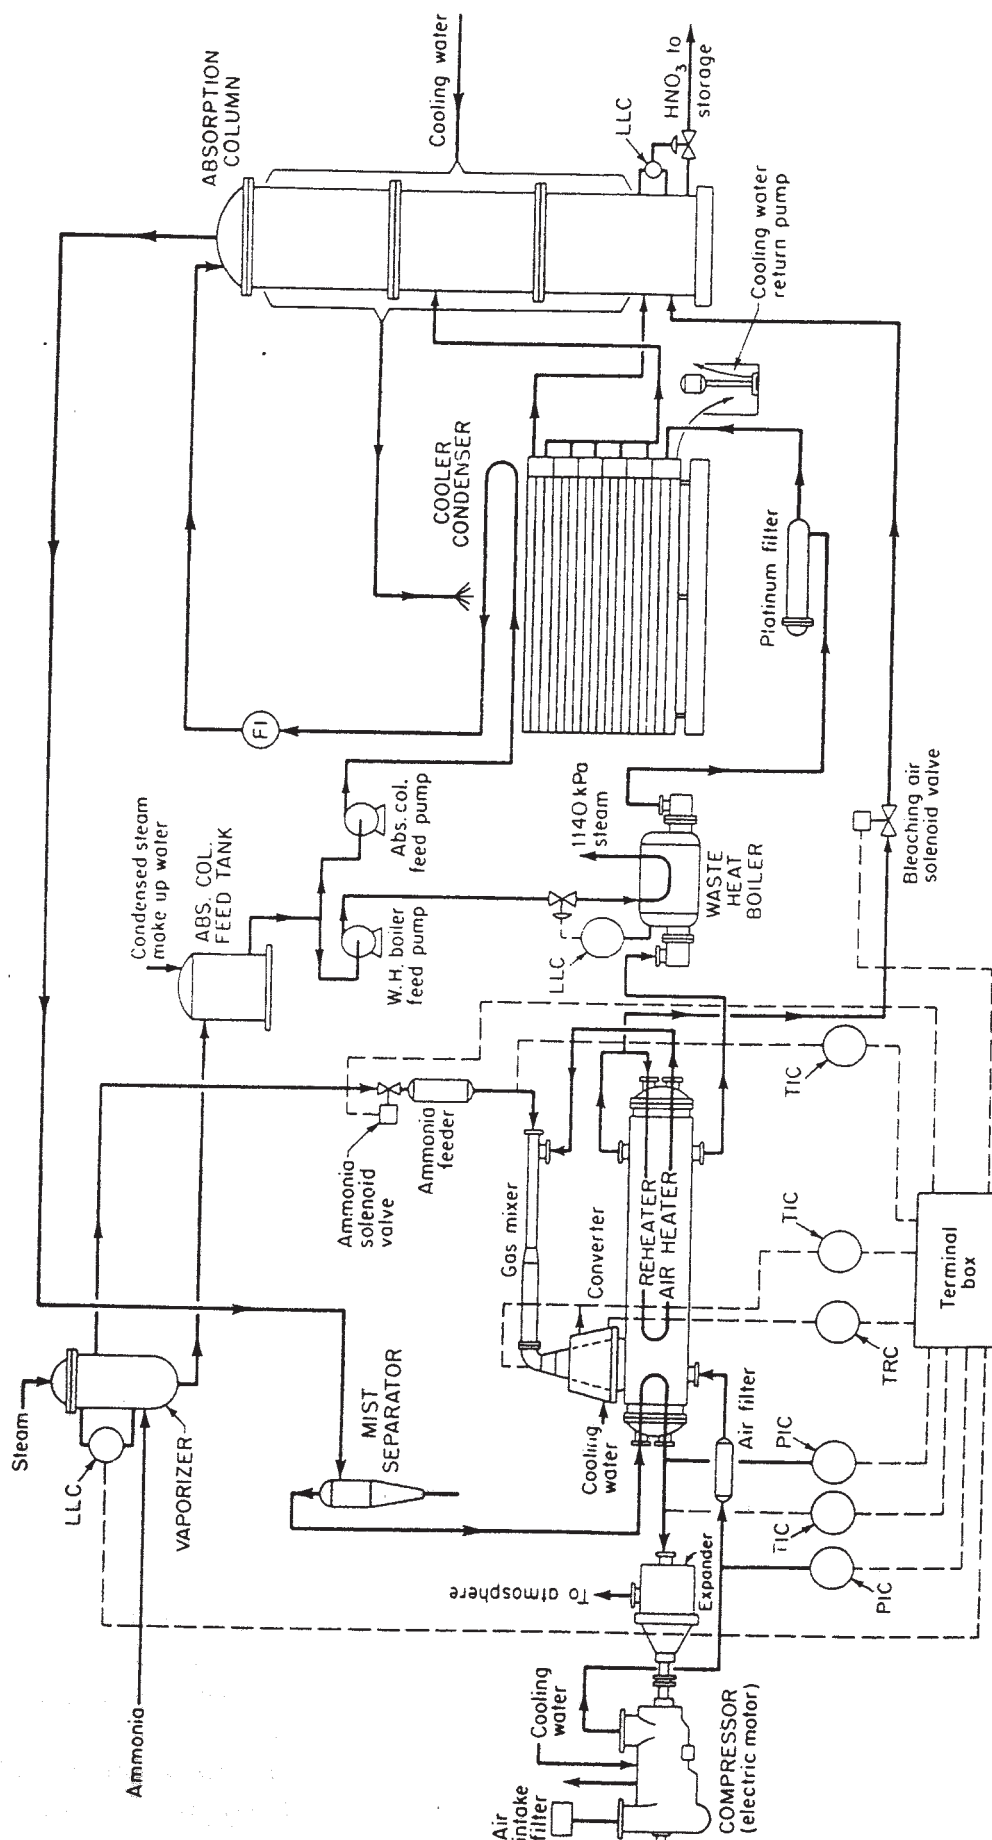 ABSORPTION
COLUMN
Cooling water
LLC
HNO3 to
storage
Cooling water
return pump
COOLER
CONDENSER
Platinum filter
FI
Condensed steam
make up water
ABS. COL.
FEED TANK
Abs. col.
feed pump
W.H. boiler
feed pump
1140 kPa
steam
LLC
WASTE
HEAT
BOILER
Bleaching air
solenoid valve
Steam
LLC
VAPORIZER
Ammonia
Ammonia
solenoid
valve
Ammonia
feeder
Gas mixer
Converter
REHEATER
AIR HEATER
MIST
SEPARATOR
Cooling
water
Air filter
To atmosphere
Expander
Cooling
water
Air
intake
filter
COMPRESSOR
(electric motor)
TIC
TIC
TRC
PIC
TIC
PIC
Terminal
box